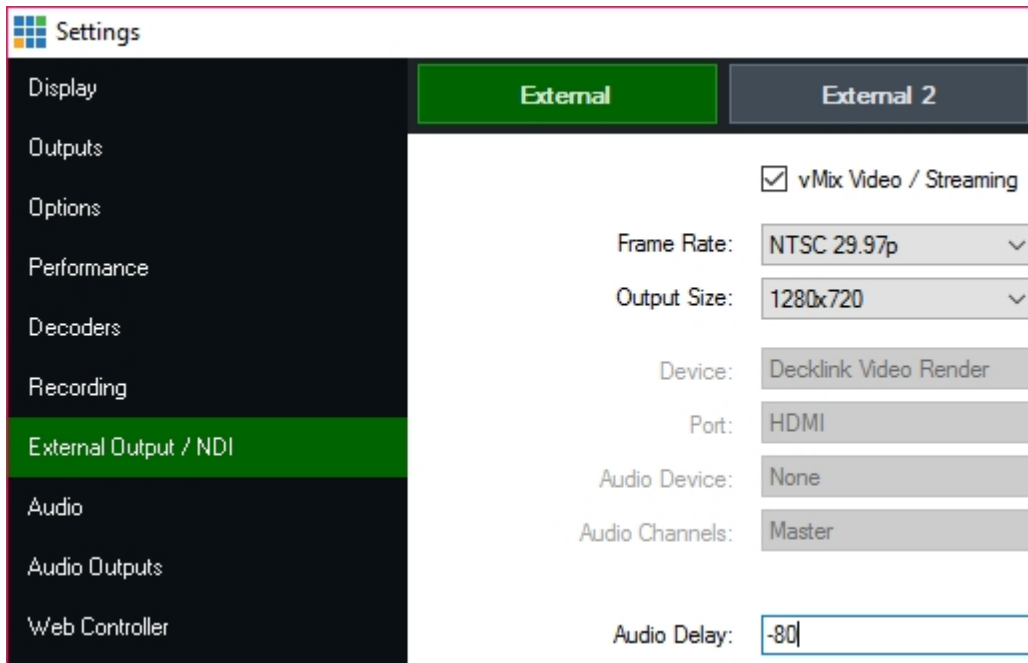 Settings
Display
Outputs
Options
Performance
Decoders
Recording
External Output / NDI
Audio
Audio Outputs
Web Controller
External
External 2
vMix Video / Streaming
Frame Rate: NTSC 29.97p
Output Size: 1280x720
Device: Decklink Video Render
Port: HDMI
Audio Device: None
Audio Channels: Master
Audio Delay: -80